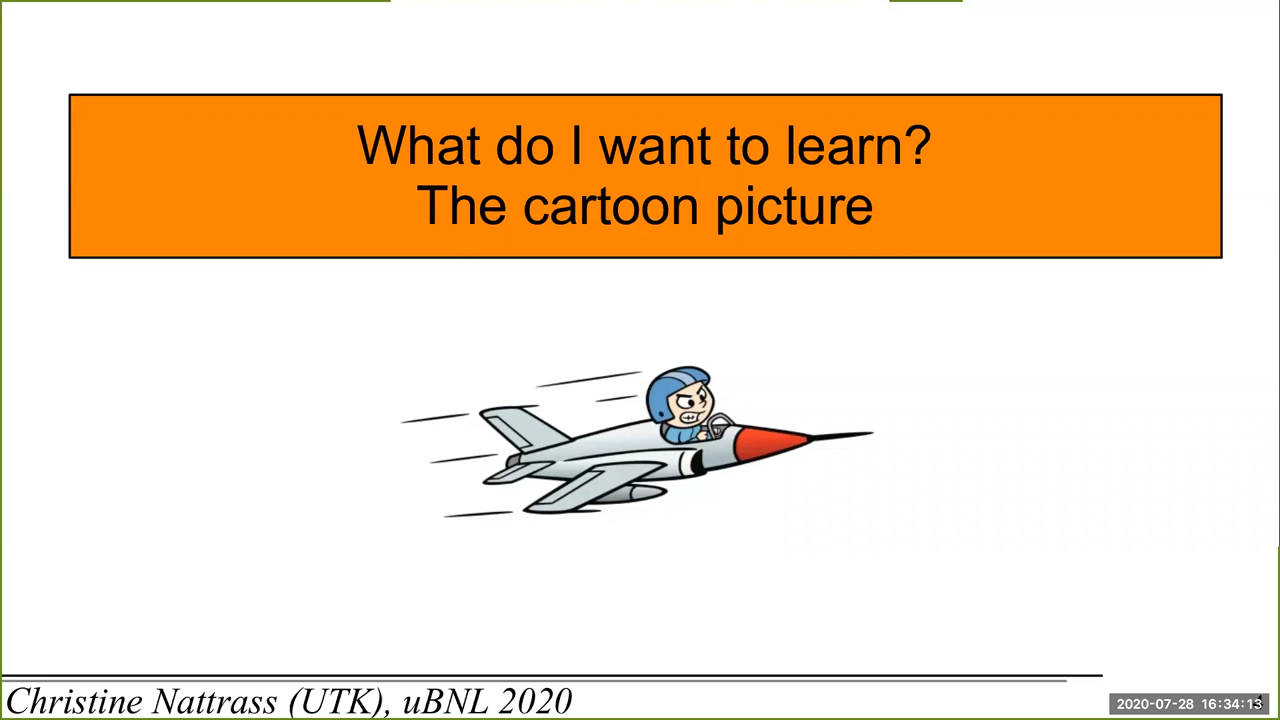 What do I want to learn?
The cartoon picture
Christine Nattrass (UTK), uBNL 2020
2020-07-28 16:34:13